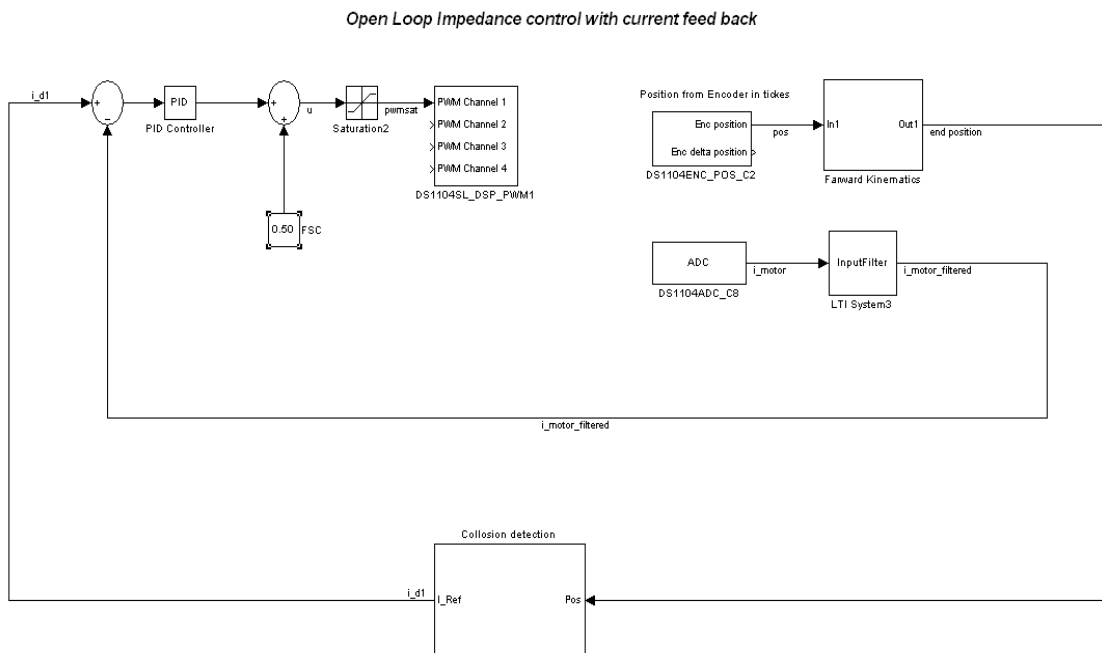 Open Loop Impedance control with current feed back
i_d1
+
−
PID
PID Controller
+
+
u
Saturation2
pwmsat
PWM Channel 1
PWM Channel 2
PWM Channel 3
PWM Channel 4
DS1104SL_DSP_PWM1
0.50
FSC
Position from Encoder in tickes
Enc position
Enc delta position
DS1104ENC_POS_C2
pos
In1
Out1
Farward Kinematics
end position
ADC
DS1104ADC_C8
i_motor
InputFilter
LTI System3
i_motor_filtered
i_motor_filtered
Collosion detection
i_d1
I_Ref
Pos